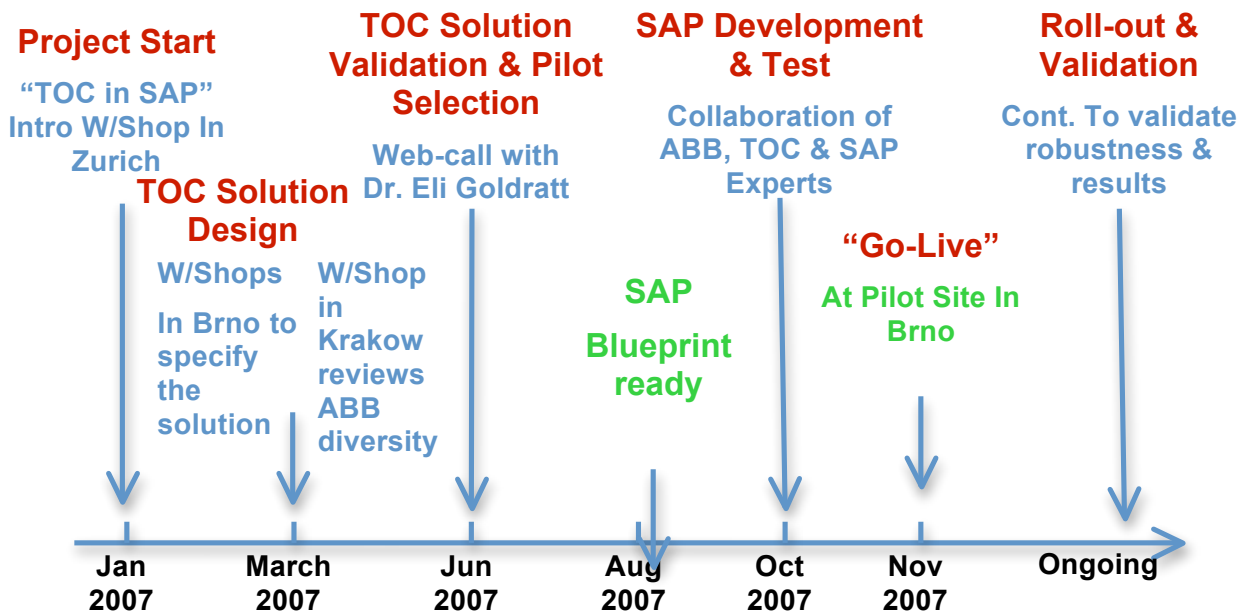 Project Start
“TOC in SAP”
Intro W/Shop In
Zurich
TOC Solution
Design
W/Shops
In Brno to
specify
the
solution
W/Shop
in
Krakow
reviews
ABB
diversity
TOC Solution
Validation & Pilot
Selection
Web-call with
Dr. Eli Goldratt
SAP
Blueprint
ready
SAP Development
& Test
Collaboration of
ABB, TOC & SAP
Experts
“Go-Live”
At Pilot Site In
Brno
Roll-out &
Validation
Cont. To validate
robustness &
results
Jan
2007
March
2007
Jun
2007
Aug
2007
Oct
2007
Nov
2007
Ongoing